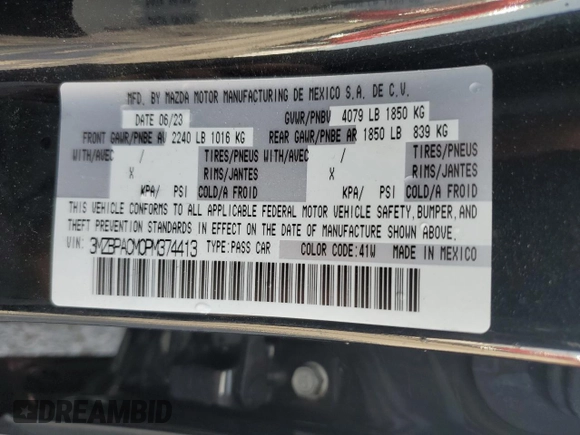 MFD. BY MAZDA MOTOR MANUFACTURING DE MEXICO S.A. DE C.V.
DATE 06/23 GVWR/PNBV 4079 LB 1850 KG
FRONT GAWR/PNBE AV 2240 LB 1016 KG REAR GAWR/PNBE AR 1850 LB 839 KG
WITH/AVEC / TIRES/PNEUS WITH/AVEC / TIRES/PNEUS
X RIMS/JANTES X RIMS/JANTES
KPA/ PSI COLD/A FROID KPA/ PSI COLD/A FROID
THIS VEHICLE CONFORMS TO ALL APPLICABLE FEDERAL MOTOR VEHICLE SAFETY, BUMPER, AND
THEFT PREVENTION STANDARDS IN EFFECT ON THE DATE OF MANUFACTURE SHOWN ABOVE.
VIN: 3MZBPACM0PM374413 TYPE:PASS CAR COLOR CODE:41W MADE IN MEXICO
DREAMBID